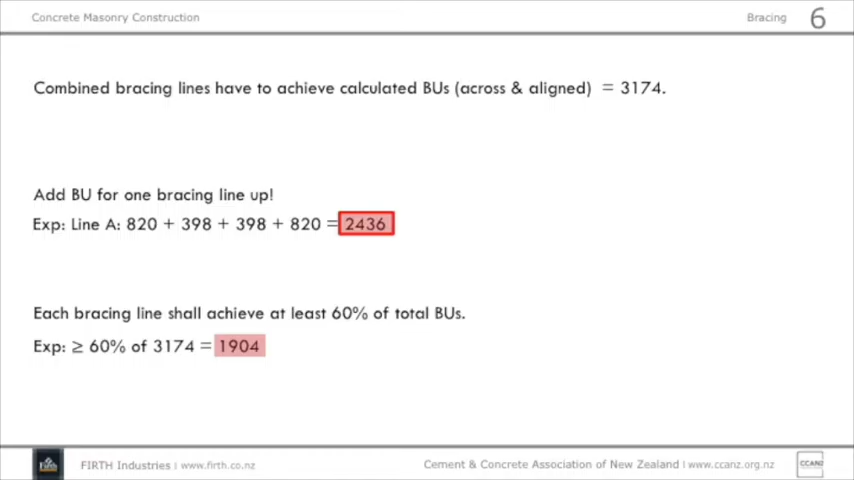 Concrete Masonry Construction
Bracing 6
Combined bracing lines have to achieve calculated BUs (across & aligned) = 3174.
Add BU for one bracing line up!
Exp: Line A: 820 + 398 + 398 + 820 = 2436
Each bracing line shall achieve at least 60% of total BUs.
Exp: ≥ 60% of 3174 = 1904
Firth
FIRTH Industries | www.firth.co.nz
Cement & Concrete Association of New Zealand | www.ccanz.org.nz
CCANZ